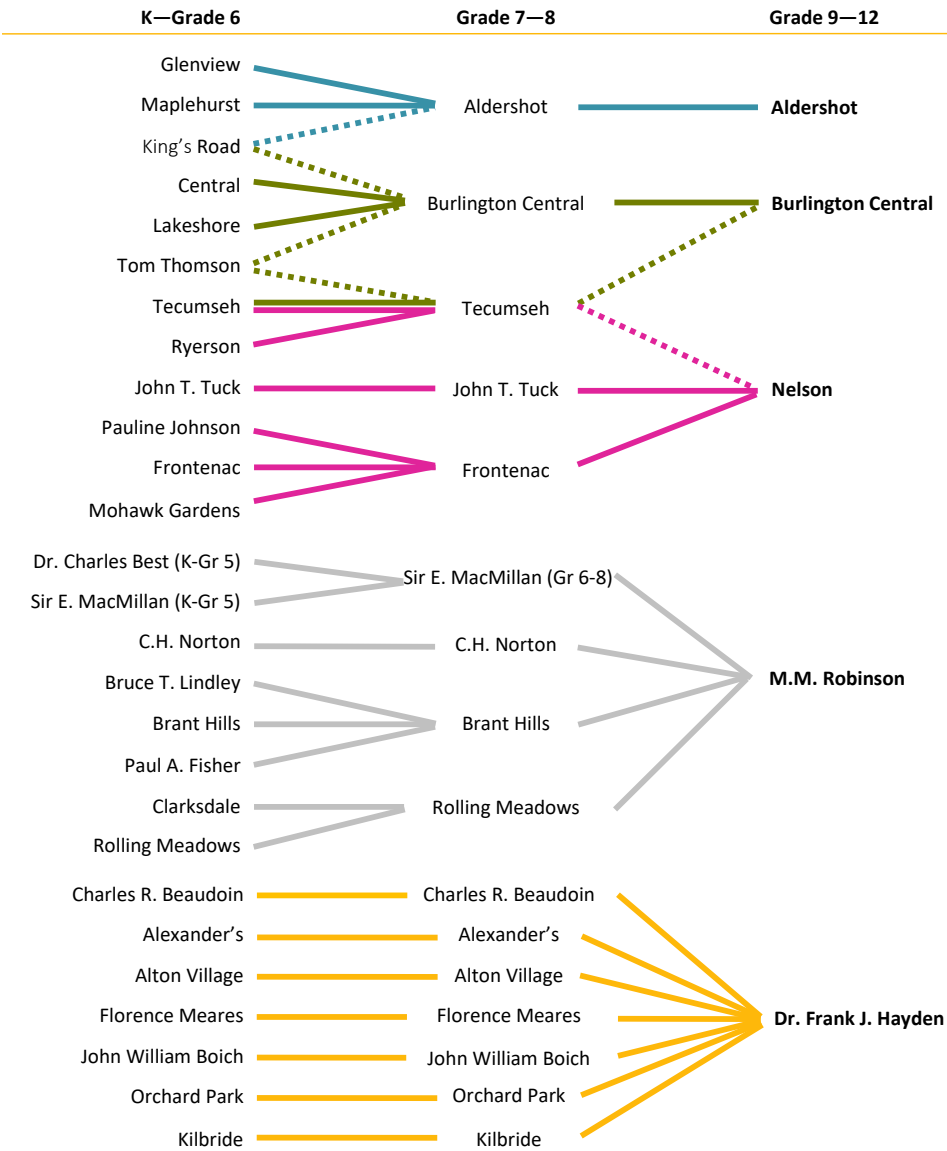 K—Grade 6 Grade 7—8 Grade 9—12
Glenview
Maplehurst Aldershot Aldershot
King's Road
Central
Burlington Central Burlington Central
Lakeshore
Tom Thomson
Tecumseh Tecumseh
Ryerson
John T. Tuck John T. Tuck Nelson
Pauline Johnson
Frontenac Frontenac
Mohawk Gardens
Dr. Charles Best (K-Gr 5)
Sir E. MacMillan (Gr 6-8)
Sir E. MacMillan (K-Gr 5)
C.H. Norton C.H. Norton
M.M. Robinson
Bruce T. Lindley
Brant Hills Brant Hills
Paul A. Fisher
Clarksdale Rolling Meadows
Rolling Meadows
Charles R. Beaudoin Charles R. Beaudoin
Alexander’s Alexander’s
Alton Village Alton Village
Florence Meares Florence Meares Dr. Frank J. Hayden
John William Boich John William Boich
Orchard Park Orchard Park
Kilbride Kilbride